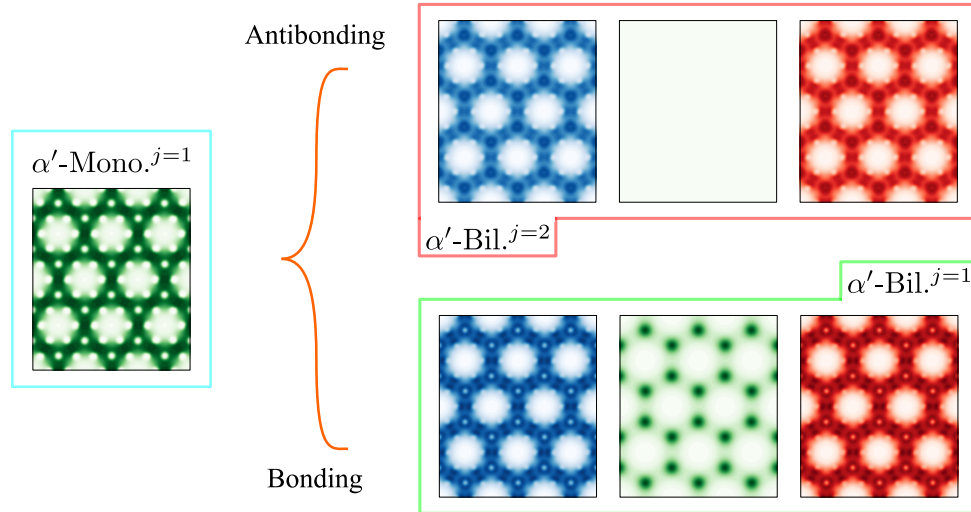 Antibonding
α′-Mono.^{j=1}
α′-Bil.^{j=2}
α′-Bil.^{j=1}
Bonding